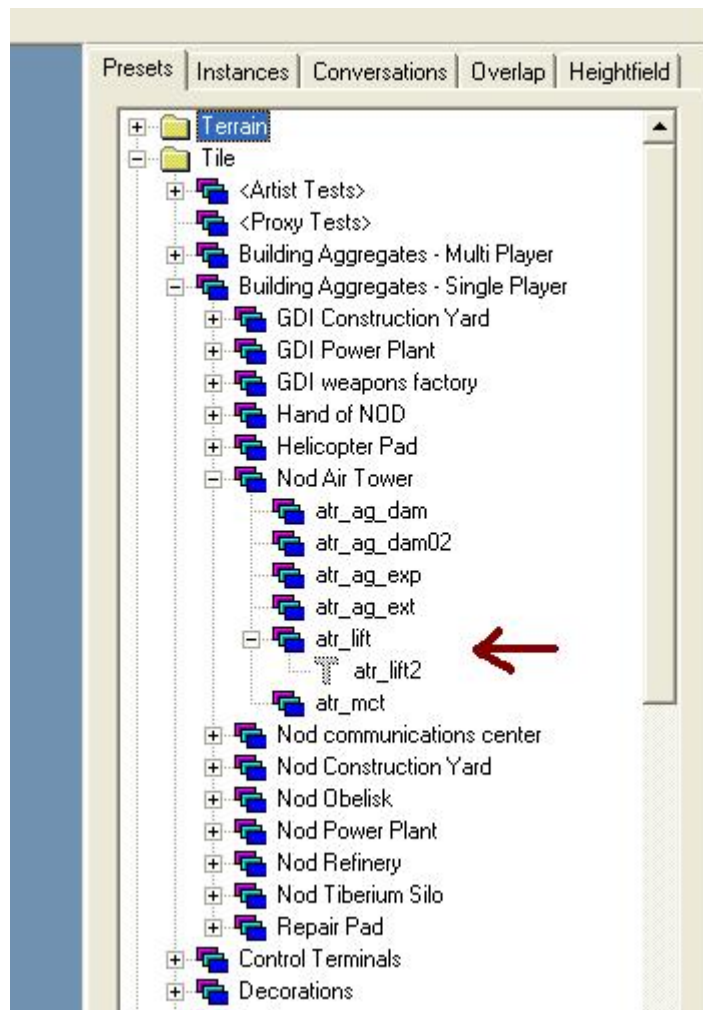 Presets Instances Conversations Overlap Heightfield
Terrain
Tile
<Artist Tests>
<Proxy Tests>
Building Aggregates - Multi Player
Building Aggregates - Single Player
GDI Construction Yard
GDI Power Plant
GDI weapons factory
Hand of NOD
Helicopter Pad
Nod Air Tower
atr_ag_dam
atr_ag_dam02
atr_ag_exp
atr_ag_ext
atr_lift
atr_lift2
atr_mct
Nod communications center
Nod Construction Yard
Nod Obelisk
Nod Power Plant
Nod Refinery
Nod Tiberium Silo
Repair Pad
Control Terminals
Decorations